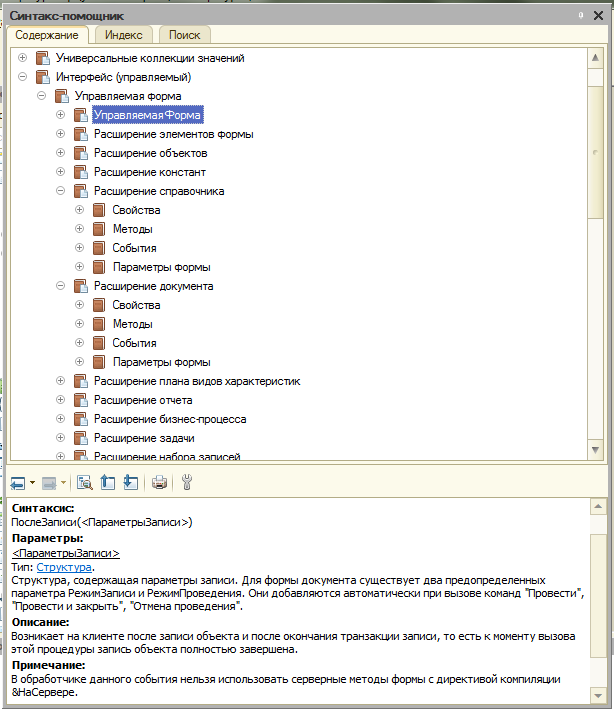 Синтакс-помощник
Содержание Индекс Поиск
Универсальные коллекции значений
Интерфейс (управляемый)
Управляемая форма
УправляемаяФорма
Расширение элементов формы
Расширение объектов
Расширение констант
Расширение справочника
Свойства
Методы
События
Параметры формы
Расширение документа
Свойства
Методы
События
Параметры формы
Расширение плана видов характеристик
Расширение отчета
Расширение бизнес-процесса
Расширение задачи
Расширение набора записей
Синтаксис:
ПослеЗаписи(<ПараметрыЗаписи>)
Параметры:
<ПараметрыЗаписи>
Тип: Структура.
Структура, содержащая параметры записи. Для формы документа существует два предопределенных
параметра РежимЗаписи и РежимПроведения. Они добавляются автоматически при вызове команд "Провести",
"Провести и закрыть", "Отмена проведения".
Описание:
Возникает на клиенте после записи объекта и после окончания транзакции записи, то есть к моменту вызова
этой процедуры запись объекта полностью завершена.
Примечание:
В обработчике данного события нельзя использовать серверные методы формы с директивой компиляции
&НаСервере.